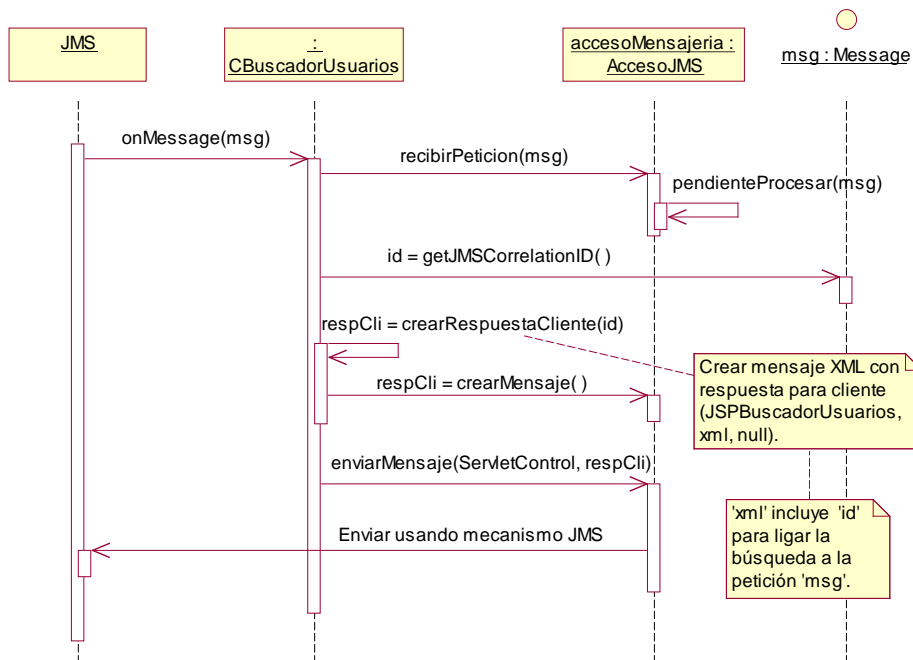 JMS
:
CBuscadorUsuarios
accesoMensajeria :
AccesoJMS
msg : Message
onMessage(msg)
recibirPeticion(msg)
pendienteProcesar(msg)
id = getJMSCorrelationID( )
respCli = crearRespuestaCliente(id)
Crear mensaje XML con
respuesta para cliente
(JSPBuscadorUsuarios,
xml, null).
respCli = crearMensaje( )
enviarMensaje(ServletControl, respCli)
'xml' incluye 'id'
para ligar la
búsqueda a la
petición 'msg'.
Enviar usando mecanismo JMS